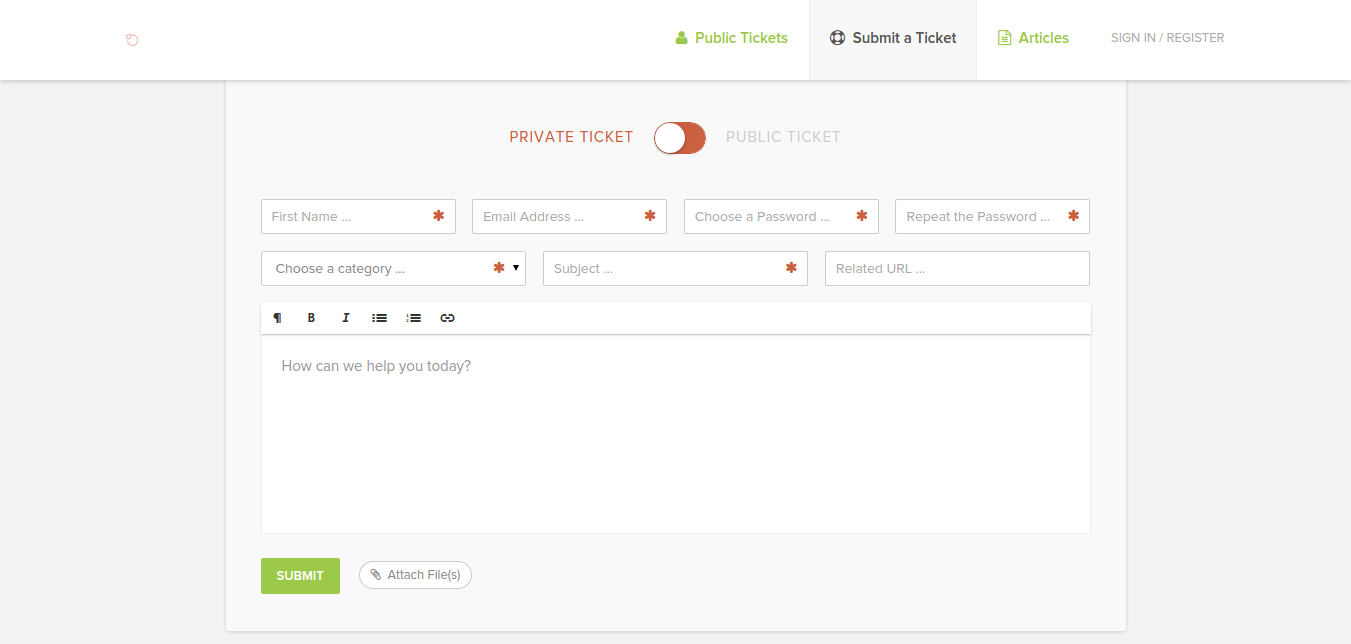 Public Tickets
Submit a Ticket
Articles
SIGN IN / REGISTER
PRIVATE TICKET
PUBLIC TICKET
First Name ... ✱
Email Address ... ✱
Choose a Password ... ✱
Repeat the Password ... ✱
Choose a category ... ✱
Subject ... ✱
Related URL ...
¶ B I
How can we help you today?
SUBMIT
Attach File(s)